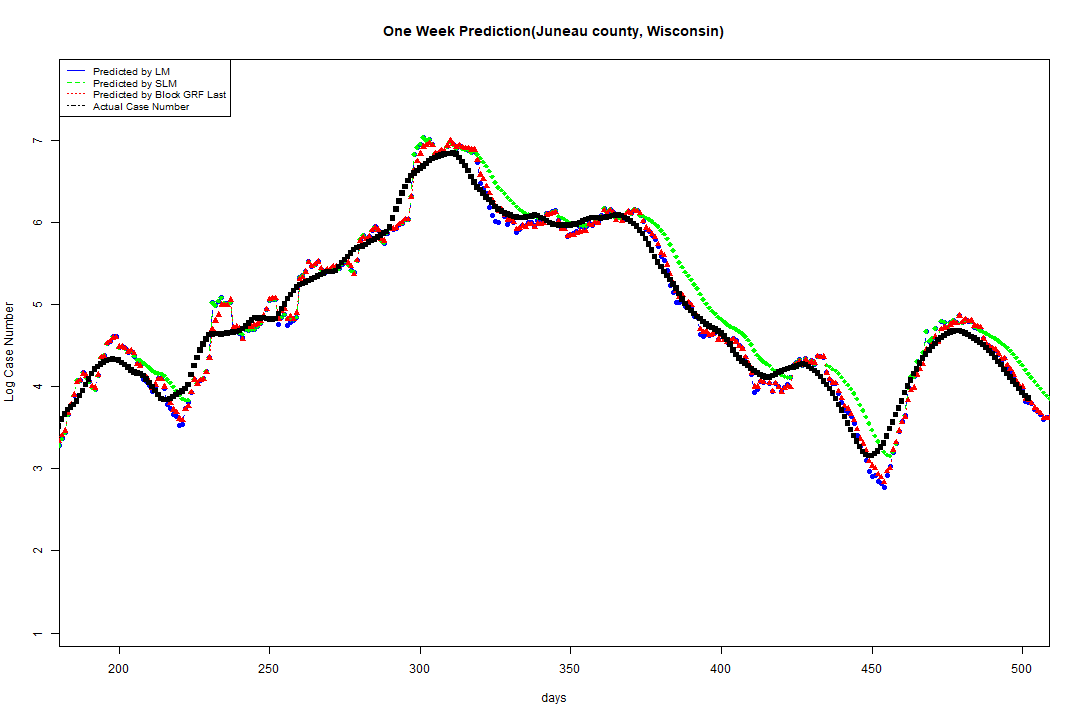 One Week Prediction(Juneau county, Wisconsin)
Predicted by LM
Predicted by SLM
Predicted by Block GRF Last
Actual Case Number
7
6
5
4
3
2
1
Log Case Number
200 250 300 350 400 450 500
days